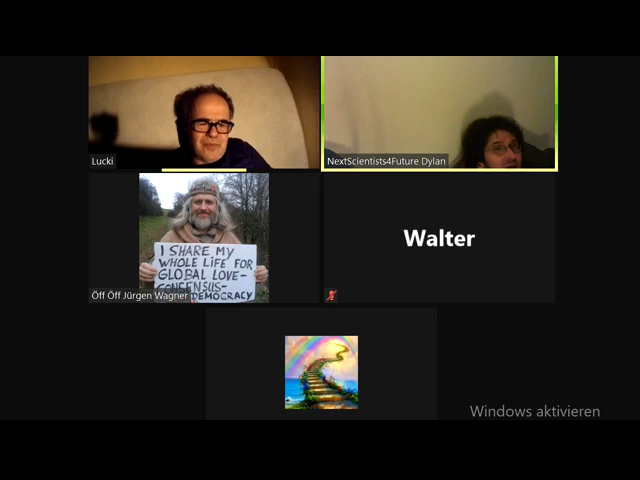 Lucki
NextScientists4Future Dylan
I SHARE MY
WHOLE LIFE FOR
GLOBAL LOVE-
CONSENSUS-
DEMOCRACY
Öff Öff Jürgen Wagner
Walter
Windows aktivieren